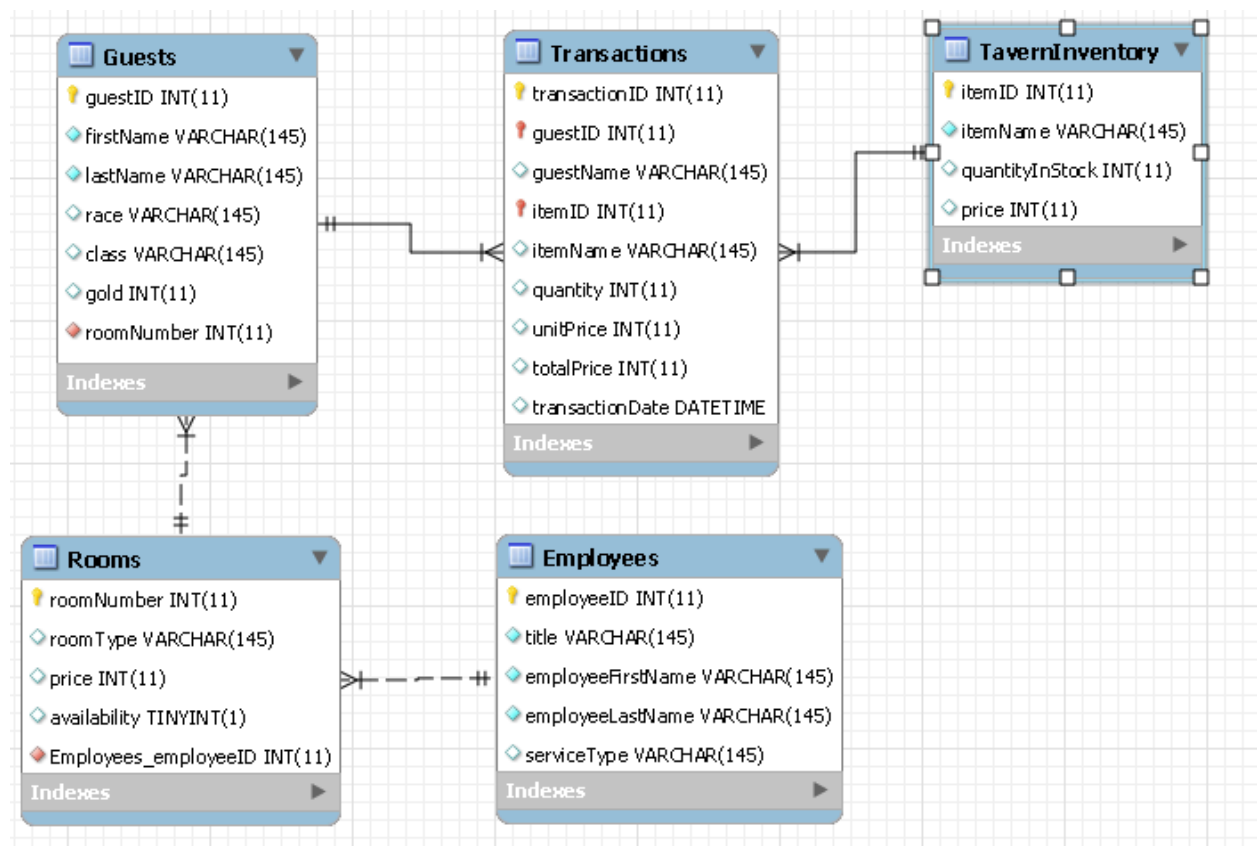 Guests
guestID INT(11)
firstName VARCHAR(145)
lastName VARCHAR(145)
race VARCHAR(145)
class VARCHAR(145)
gold INT(11)
roomNumber INT(11)
Indexes
Transactions
transactionID INT(11)
guestID INT(11)
guestName VARCHAR(145)
itemID INT(11)
itemName VARCHAR(145)
quantity INT(11)
unitPrice INT(11)
totalPrice INT(11)
transactionDate DATETIME
Indexes
TavernInventory
itemID INT(11)
itemName VARCHAR(145)
quantityInStock INT(11)
price INT(11)
Indexes
Rooms
roomNumber INT(11)
roomType VARCHAR(145)
price INT(11)
availability TINYINT(1)
Employees_employeeID INT(11)
Indexes
Employees
employeeID INT(11)
title VARCHAR(145)
employeeFirstName VARCHAR(145)
employeeLastName VARCHAR(145)
serviceType VARCHAR(145)
Indexes